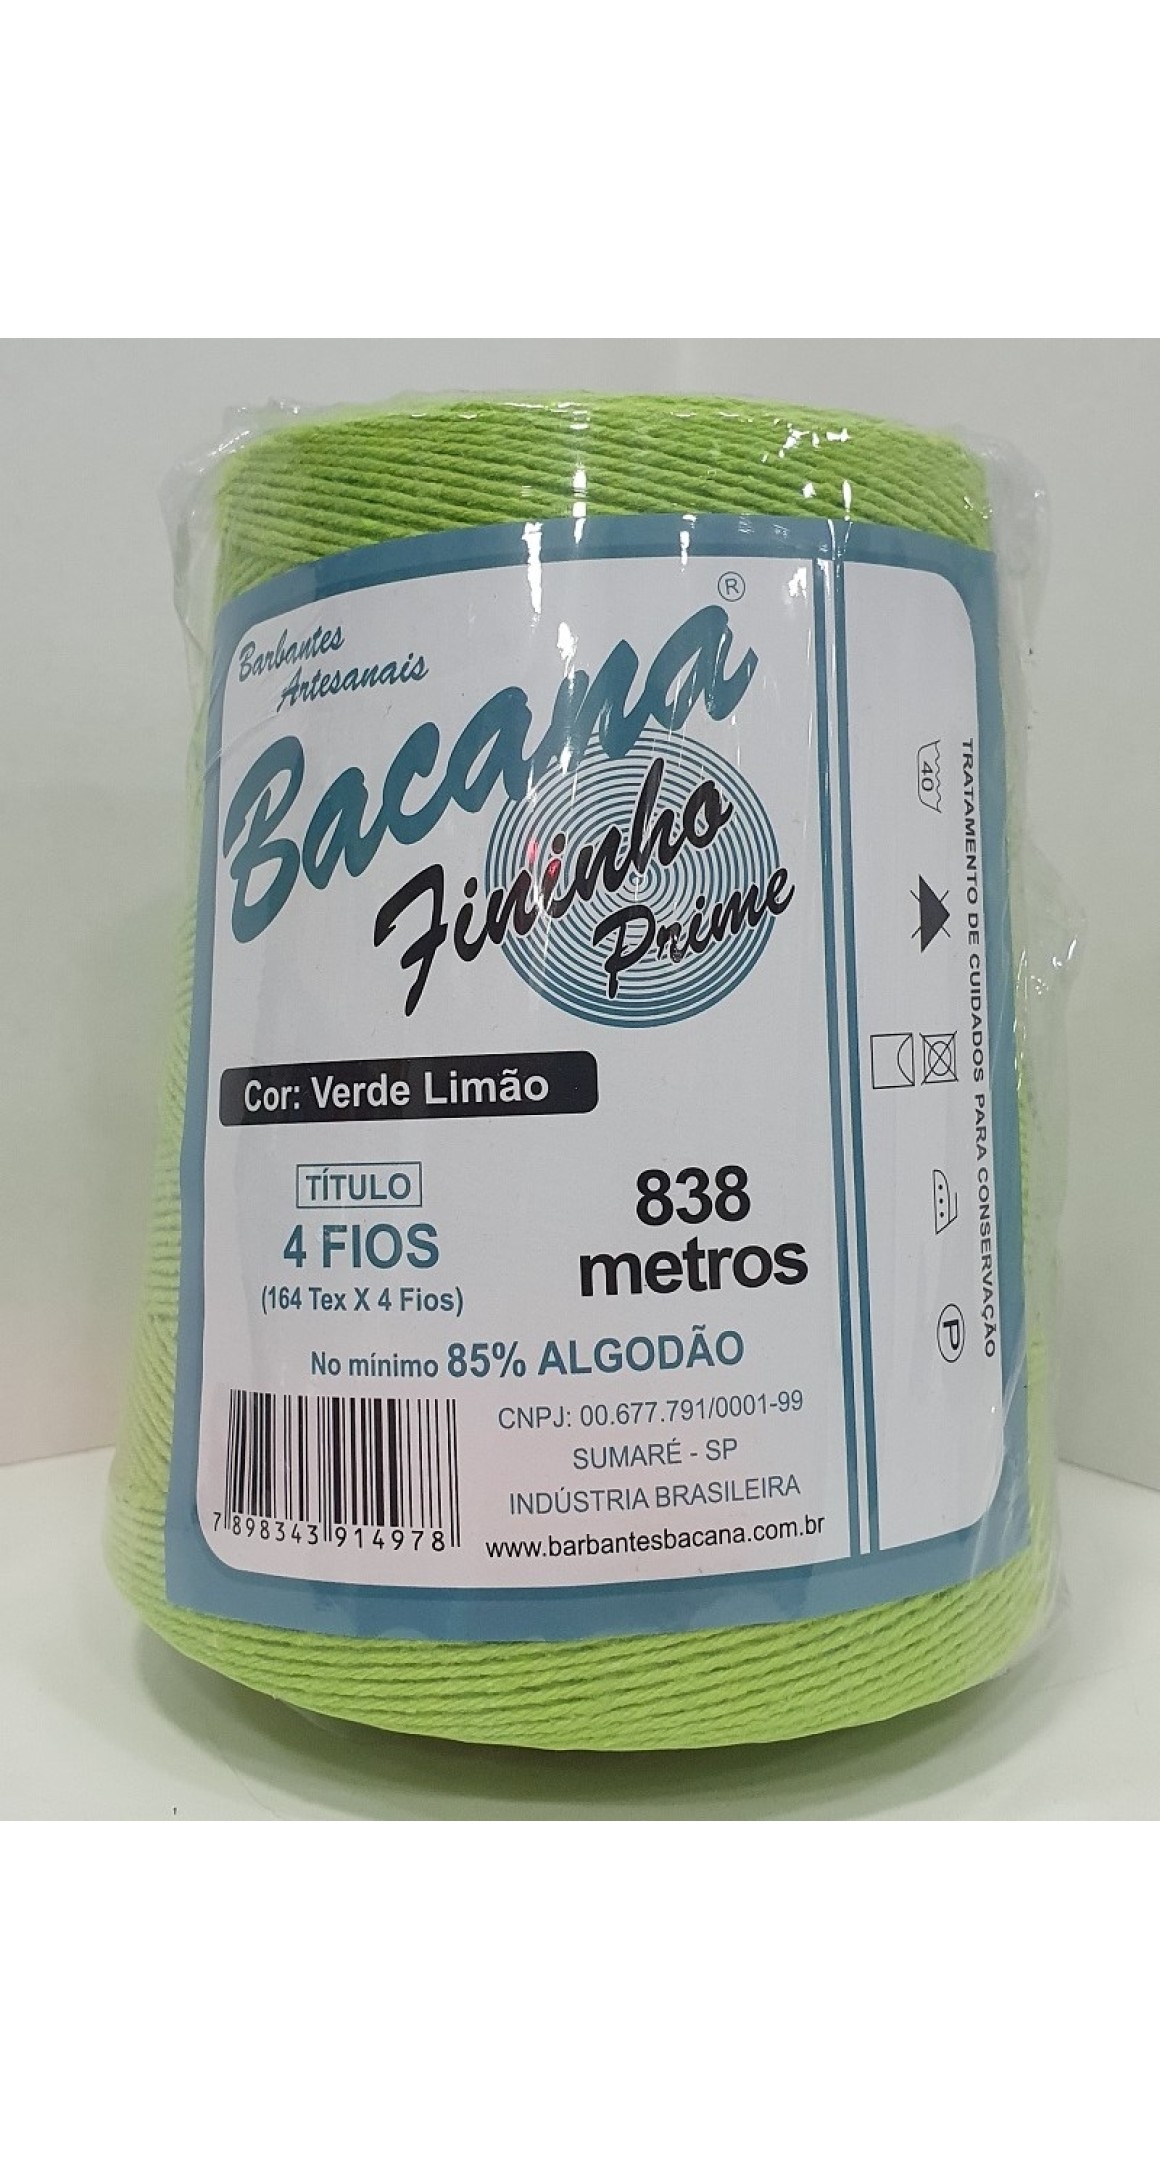 Barbantes
Artesanais
Bacana®
Fininho
Prime
Cor: Verde Limão
TÍTULO
4 FIOS
(164 Tex X 4 Fios)
838
metros
No mínimo 85% ALGODÃO
7 898343 914978
CNPJ: 00.677.791/0001-99
SUMARÉ - SP
INDÚSTRIA BRASILEIRA
www.barbantesbacana.com.br
TRATAMENTO DE CUIDADOS PARA CONSERVAÇÃO
40
P